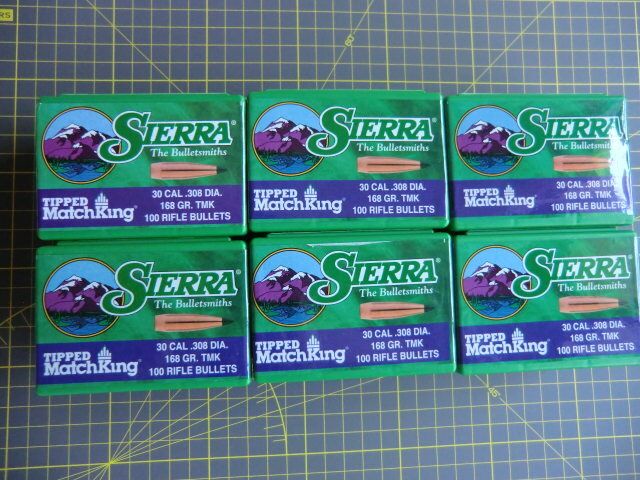 SIERRA®
The Bulletsmiths
TIPPED
MatchKing®
30 CAL .308 DIA.
168 GR. TMK
100 RIFLE BULLETS
SIERRA®
The Bulletsmiths
TIPPED
MatchKing®
30 CAL .308 DIA.
168 GR. TMK
100 RIFLE BULLETS
SIERRA
The Bulletsmiths
TIPPED
MatchKing®
30 CAL .308 DIA.
168 GR. TMK
100 RIFLE BULLETS
SIERRA®
The Bulletsmiths
TIPPED
MatchKing®
30 CAL .308 DIA.
168 GR. TMK
100 RIFLE BULLETS
SIERRA®
The Bulletsmiths
TIPPED
MatchKing®
30 CAL .308 DIA.
168 GR. TMK
100 RIFLE BULLETS
SIERRA
The Bulletsmiths
TIPPED
MatchKing®
30 CAL .308 DIA.
168 GR. TMK
100 RIFLE BULLETS
60
45°